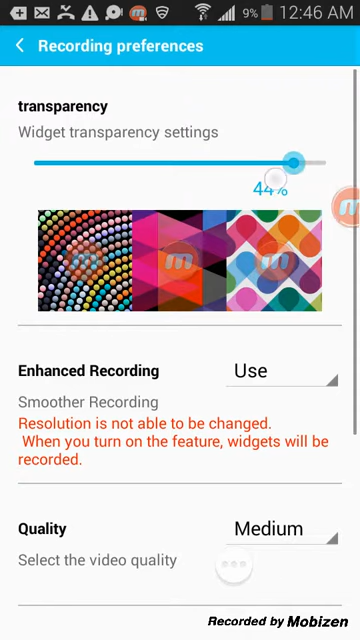 9% 12:46 AM
Recording preferences
transparency
Widget transparency settings
44%
m m m m
Enhanced Recording Use
Smoother Recording
Resolution is not able to be changed.
When you turn on the feature, widgets will be
recorded.
Quality Medium
Select the video quality
Recorded by Mobizen